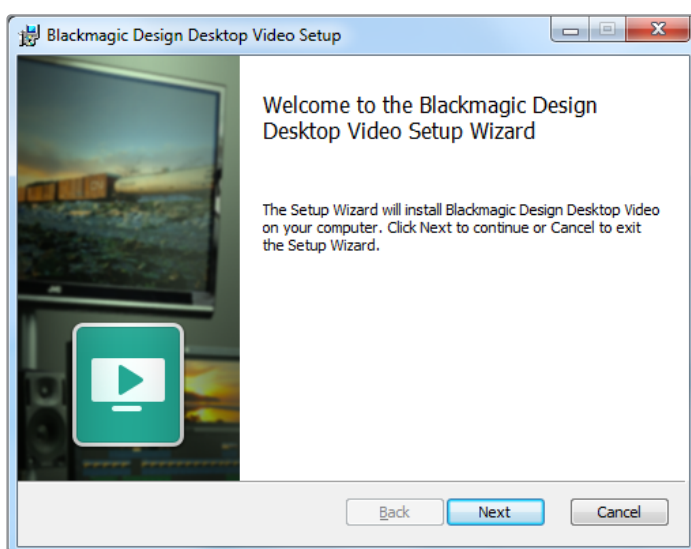 Blackmagic Design Desktop Video Setup
Welcome to the Blackmagic Design
Desktop Video Setup Wizard
The Setup Wizard will install Blackmagic Design Desktop Video
on your computer. Click Next to continue or Cancel to exit
the Setup Wizard.
Back Next Cancel